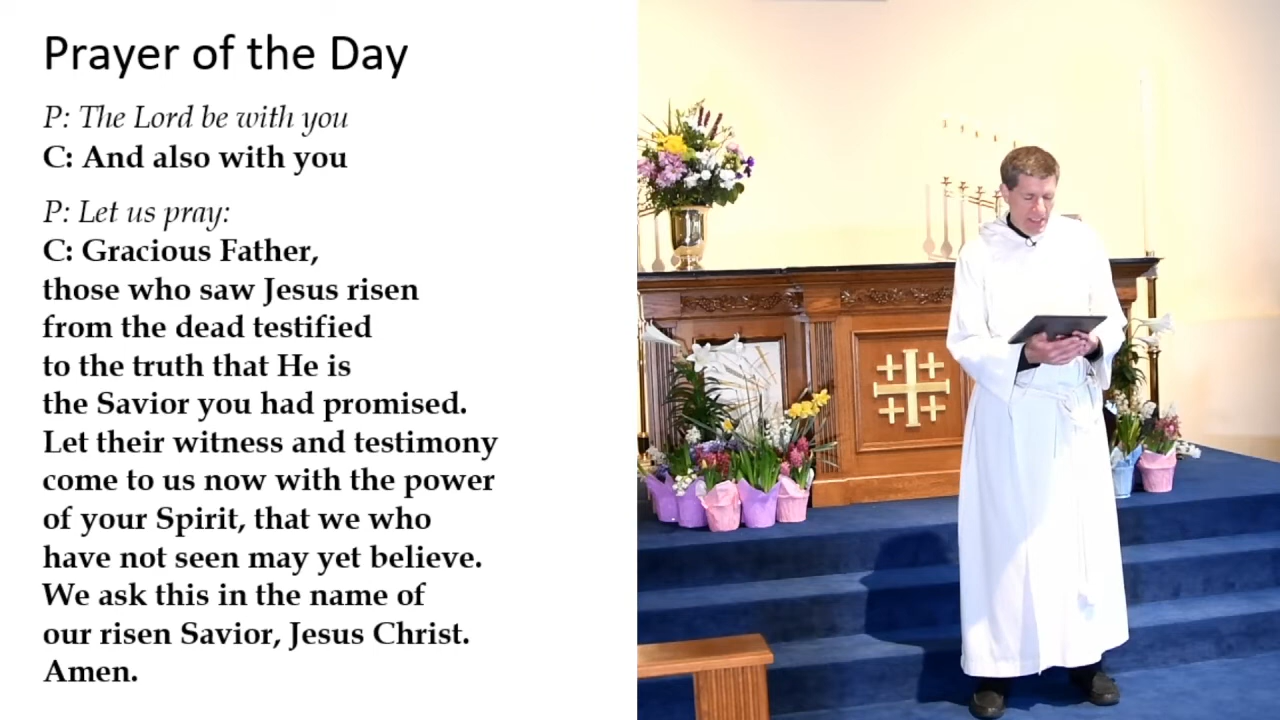 Prayer of the Day
P: The Lord be with you
C: And also with you
P: Let us pray:
C: Gracious Father,
those who saw Jesus risen
from the dead testified
to the truth that He is
the Savior you had promised.
Let their witness and testimony
come to us now with the power
of your Spirit, that we who
have not seen may yet believe.
We ask this in the name of
our risen Savior, Jesus Christ.
Amen.